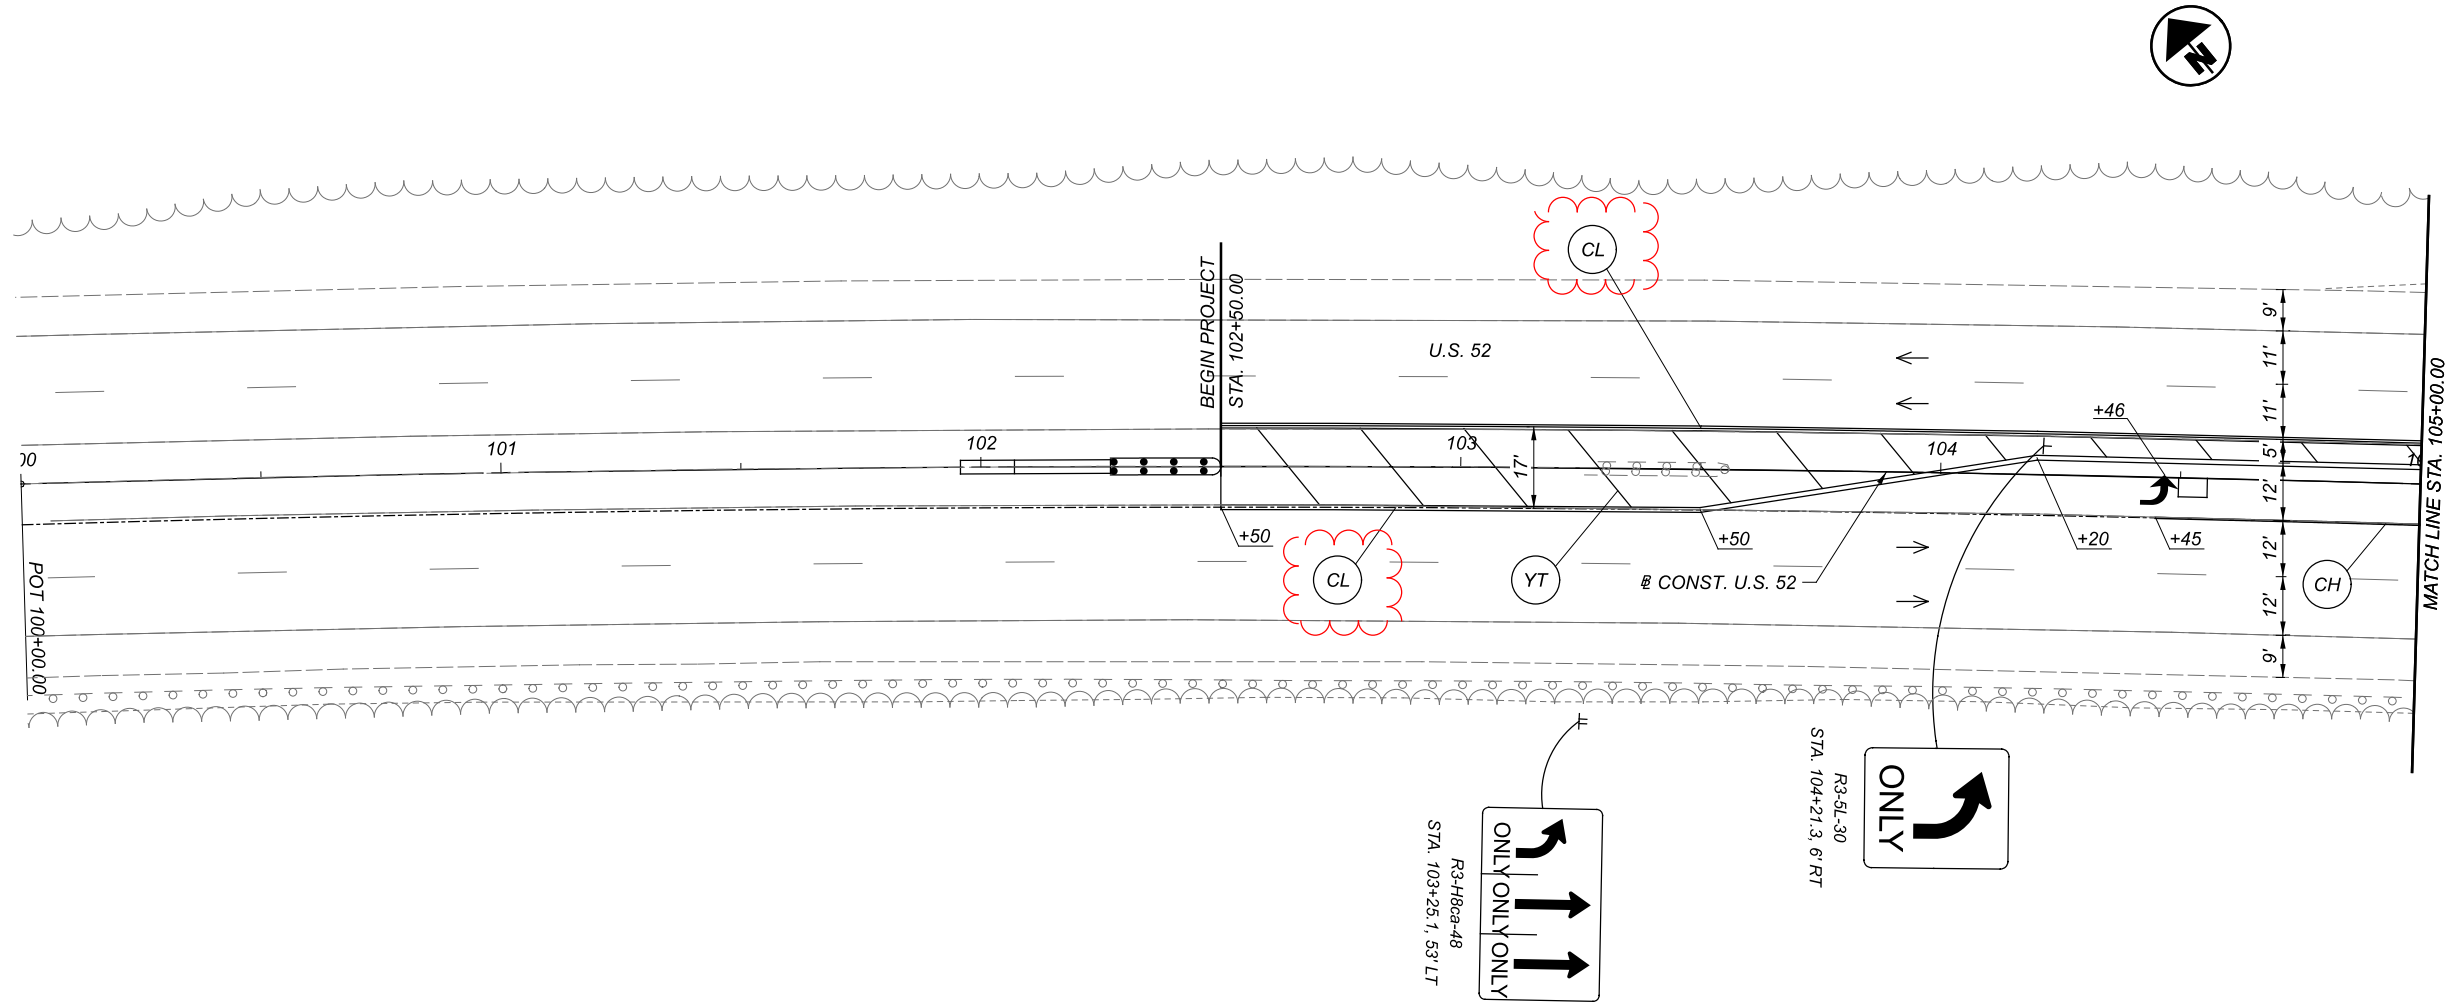 N
CL
BEGIN PROJECT
STA. 102+50.00
U.S. 52
9'
11'
11'
5'
12'
12'
12'
9'
MATCH LINE STA. 105+00.00
+46
00
101
102
103
104
10
17'
+50
+50
+20
+45
CL
YT
CONST. U.S. 52
CH
POT 100+00.00
R3-5L-30
STA. 104+21.3, 6' RT
ONLY
R3-H8ca-48
STA. 103+25.1, 53' LT
ONLY
ONLY
ONLY